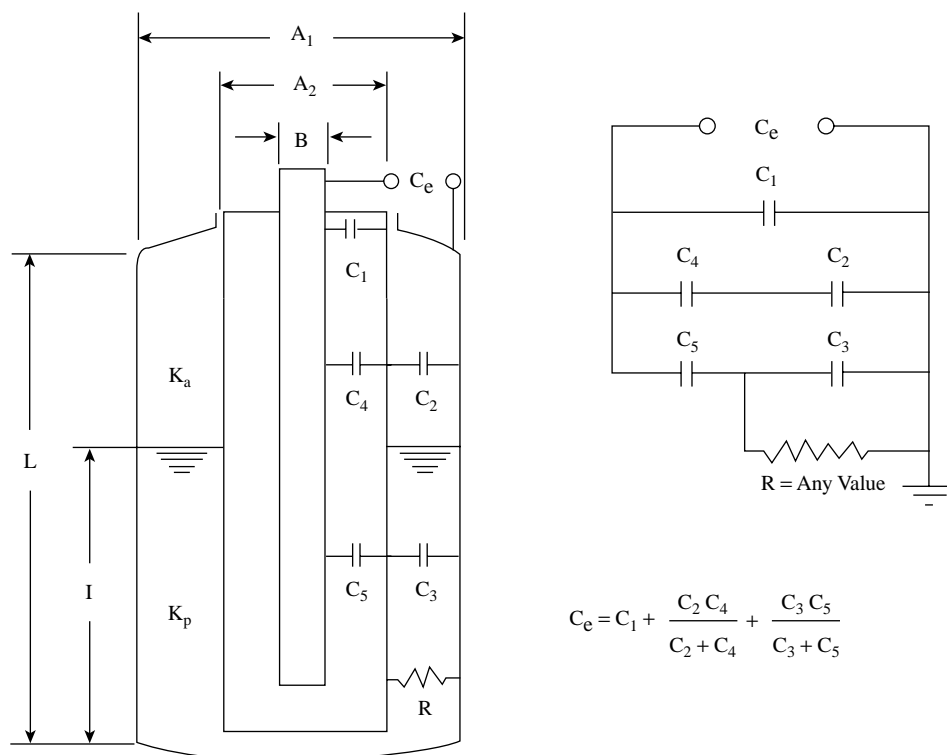 A₁
A₂
B
Cₑ
C₁
Kₐ
C₄ C₂
L
I
Kₚ
C₅ C₃
R
Cₑ
C₁
C₄ C₂
C₅ C₃
R = Any Value
Cₑ = C₁ + C₂ C₄ / C₂ + C₄ + C₃ C₅ / C₃ + C₅